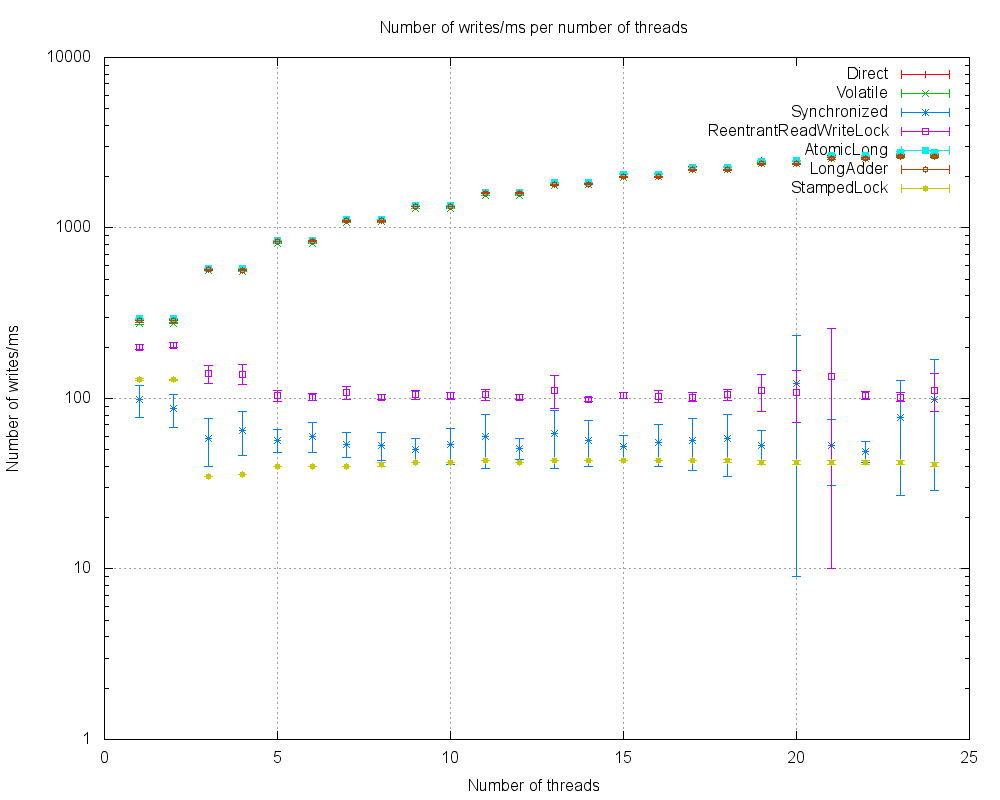 Number of writes/ms per number of threads
10000
1000
100
10
1
Number of writes/ms
Direct
Volatile
Synchronized
ReentrantReadWriteLock
AtomicLong
LongAdder
StampedLock
0 5 10 15 20 25
Number of threads